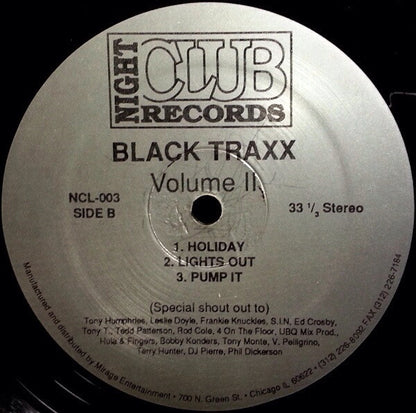 NIGHT
CLUB
RECORDS
BLACK TRAXX
Volume II
NCL-003
SIDE B
33 1/3 Stereo
1. HOLIDAY
2. LIGHTS OUT
3. PUMP IT
(Special shout out to)
Tony Humphries, Leslie Doyle, Frankie Knuckles, S.I.N, Ed Crosby,
Tony T., Tedd Patterson, Rod Cole, 4 On The Floor, UBQ Mix Prod.,
Hula & Fingers, Bobby Konders, Tony Monte, V. Pelligrino,
Terry Hunter, DJ Pierre, Phil Dickerson
Manufactured and distributed by Mirage Entertainment • 700 N. Green St. • Chicago IL 60622 • (312) 226-8092 FAX (312) 226-7184